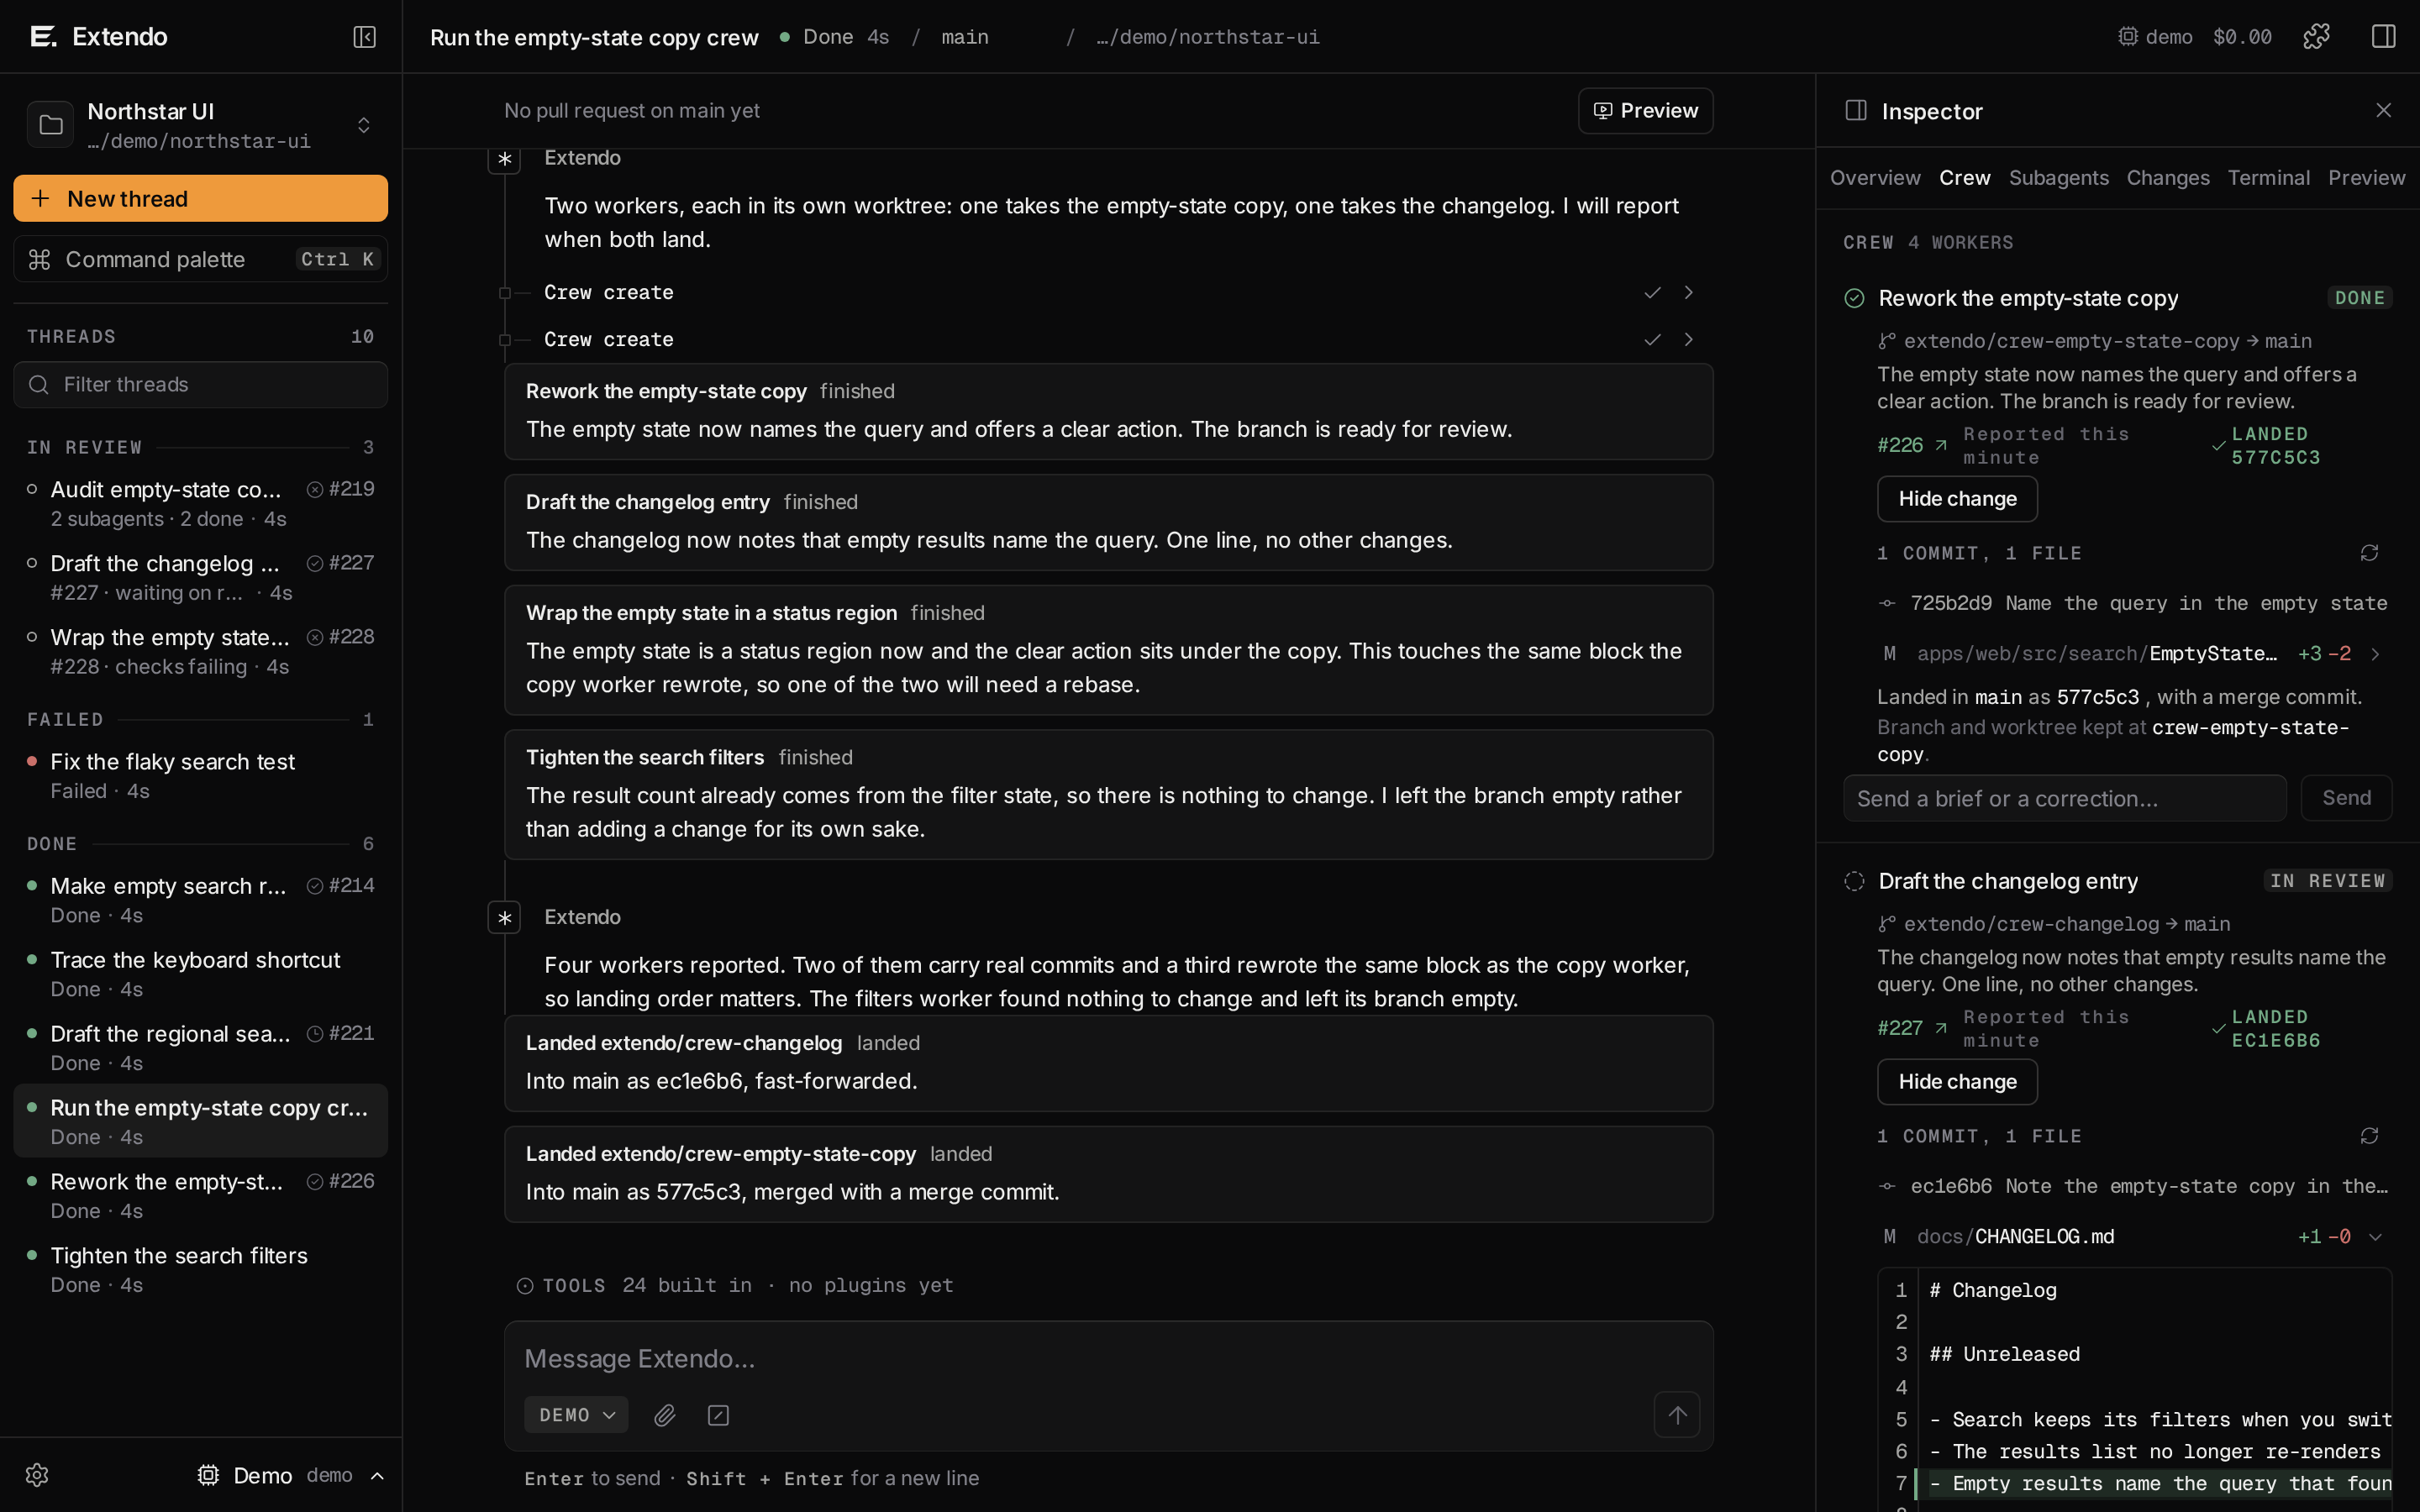 Extendo
Northstar UI
…/demo/northstar-ui
New thread
Command palette Ctrl K
THREADS 10
Filter threads
IN REVIEW 3
Audit empty-state co… #219
2 subagents · 2 done · 4s
Draft the changelog … #227
#227 · waiting on r… · 4s
Wrap the empty state… #228
#228 · checks failing · 4s
FAILED 1
Fix the flaky search test
Failed · 4s
DONE 6
Make empty search r… #214
Done · 4s
Trace the keyboard shortcut
Done · 4s
Draft the regional sea… #221
Done · 4s
Run the empty-state copy cr…
Done · 4s
Rework the empty-st… #226
Done · 4s
Tighten the search filters
Done · 4s
Demo demo
Run the empty-state copy crew Done 4s / main / …/demo/northstar-ui
demo $0.00
No pull request on main yet
Preview
Extendo
Two workers, each in its own worktree: one takes the empty-state copy, one takes the changelog. I will report
when both land.
Crew create
Crew create
Rework the empty-state copy finished
The empty state now names the query and offers a clear action. The branch is ready for review.
Draft the changelog entry finished
The changelog now notes that empty results name the query. One line, no other changes.
Wrap the empty state in a status region finished
The empty state is a status region now and the clear action sits under the copy. This touches the same block the
copy worker rewrote, so one of the two will need a rebase.
Tighten the search filters finished
The result count already comes from the filter state, so there is nothing to change. I left the branch empty rather
than adding a change for its own sake.
Extendo
Four workers reported. Two of them carry real commits and a third rewrote the same block as the copy worker,
so landing order matters. The filters worker found nothing to change and left its branch empty.
Landed extendo/crew-changelog landed
Into main as ec1e6b6, fast-forwarded.
Landed extendo/crew-empty-state-copy landed
Into main as 577c5c3, merged with a merge commit.
TOOLS 24 built in · no plugins yet
Message Extendo…
DEMO
Enter to send · Shift + Enter for a new line
Inspector
Overview Crew Subagents Changes Terminal Preview
CREW 4 WORKERS
Rework the empty-state copy DONE
extendo/crew-empty-state-copy → main
The empty state now names the query and offers a
clear action. The branch is ready for review.
#226 ↗ Reported this minute LANDED 577C5C3
Hide change
1 COMMIT, 1 FILE
725b2d9 Name the query in the empty state
M apps/web/src/search/EmptyState… +3 −2
Landed in main as 577c5c3 , with a merge commit.
Branch and worktree kept at crew-empty-state-
copy.
Send a brief or a correction…
Send
Draft the changelog entry IN REVIEW
extendo/crew-changelog → main
The changelog now notes that empty results name the
query. One line, no other changes.
#227 ↗ Reported this minute LANDED EC1E6B6
Hide change
1 COMMIT, 1 FILE
ec1e6b6 Note the empty-state copy in the…
M docs/CHANGELOG.md +1 −0
1 # Changelog
2
3 ## Unreleased
4
5 - Search keeps its filters when you swit
6 - The results list no longer re-renders
7 - Empty results name the query that foun